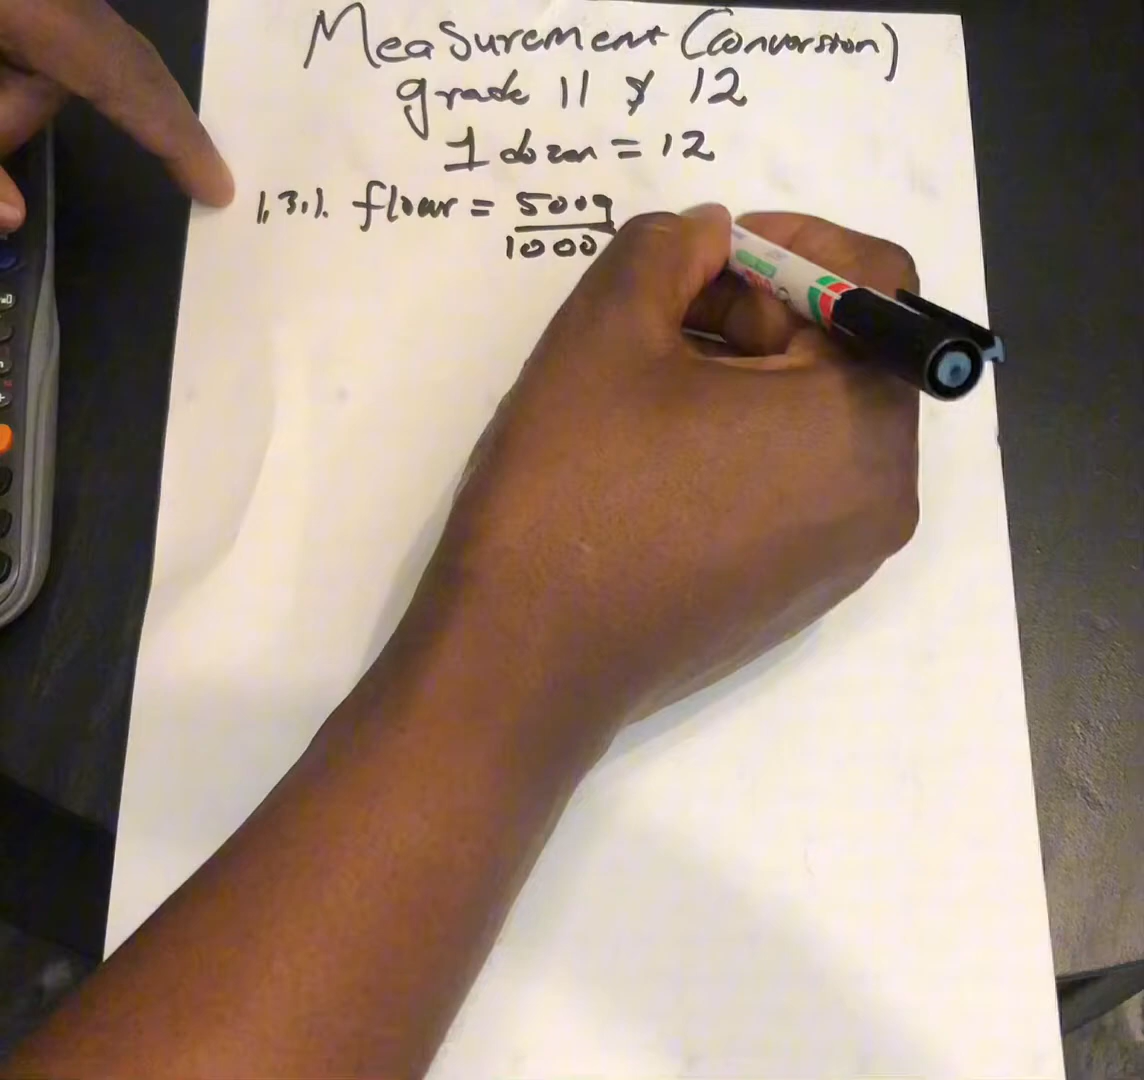 Measurement (Conversion)
grade 11 & 12
1 dozen = 12
1.3.1. flour = 500g
1000